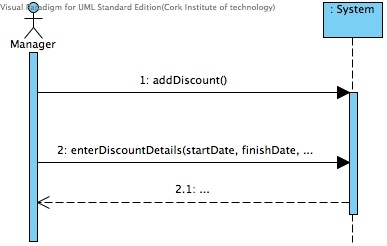 Visual Paradigm for UML Standard Edition(Cork Institute of technology)
: System
Manager
1: addDiscount()
2: enterDiscountDetails(startDate, finishDate, ...
2.1: ...